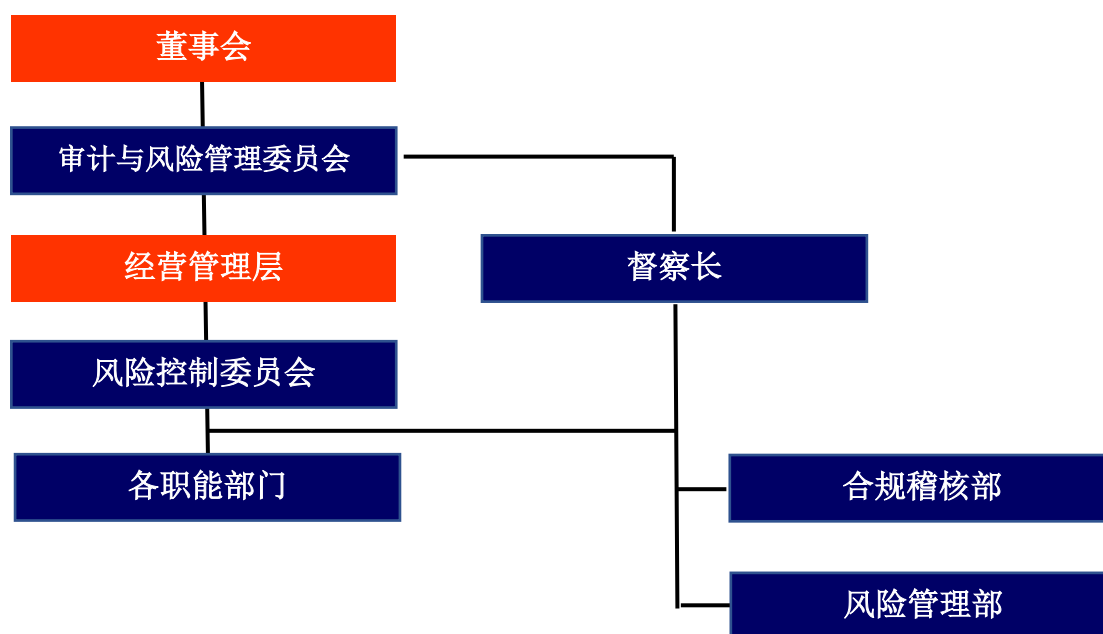 董事会
审计与风险管理委员会
经营管理层
督察长
风险控制委员会
各职能部门
合规稽核部
风险管理部